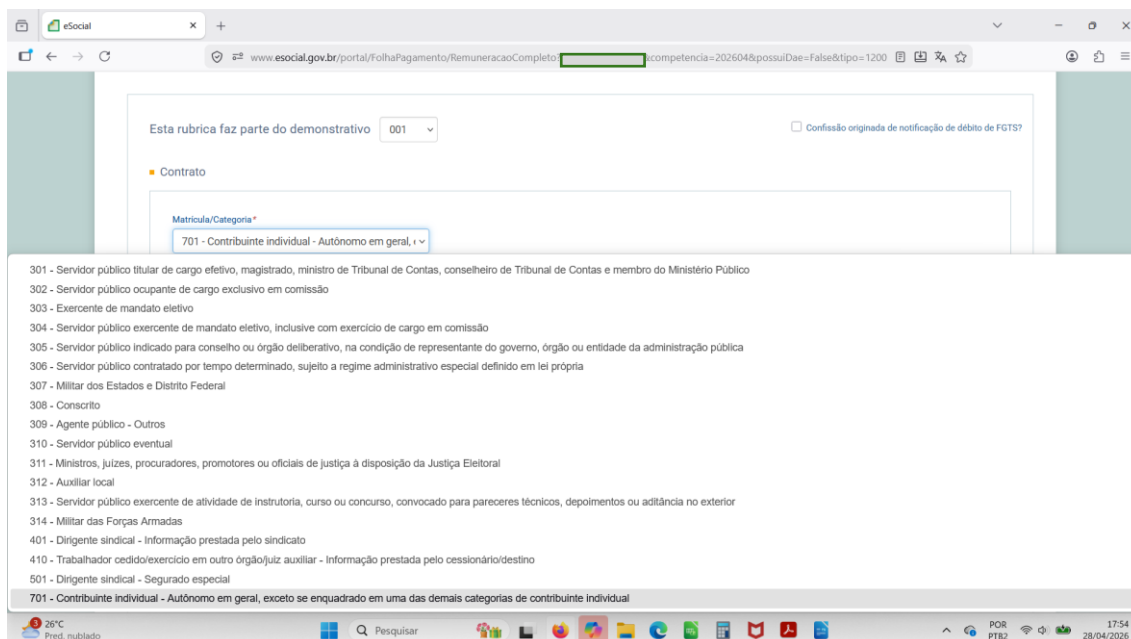 eSocial
www.esocial.gov.br/portal/FolhaPagamento/RemuneracaoCompleto? &competencia=202604&possuiDae=False&tipo=1200
Esta rubrica faz parte do demonstrativo 001
Confissão originada de notificação de débito de FGTS?
Contrato
Matrícula/Categoria*
701 - Contribuinte individual - Autônomo em geral,
301 - Servidor público titular de cargo efetivo, magistrado, ministro de Tribunal de Contas, conselheiro de Tribunal de Contas e membro do Ministério Público
302 - Servidor público ocupante de cargo exclusivo em comissão
303 - Exercente de mandato eletivo
304 - Servidor público exercente de mandato eletivo, inclusive com exercício de cargo em comissão
305 - Servidor público indicado para conselho ou órgão deliberativo, na condição de representante do governo, órgão ou entidade da administração pública
306 - Servidor público contratado por tempo determinado, sujeito a regime administrativo especial definido em lei própria
307 - Militar dos Estados e Distrito Federal
308 - Conscrito
309 - Agente público - Outros
310 - Servidor público eventual
311 - Ministros, juízes, procuradores, promotores ou oficiais de justiça à disposição da Justiça Eleitoral
312 - Auxiliar local
313 - Servidor público exercente de atividade de instrutoria, curso ou concurso, convocado para pareceres técnicos, depoimentos ou aditância no exterior
314 - Militar das Forças Armadas
401 - Dirigente sindical - Informação prestada pelo sindicato
410 - Trabalhador cedido/exercício em outro órgão/juiz auxiliar - Informação prestada pelo cessionário/destino
501 - Dirigente sindical - Segurado especial
701 - Contribuinte individual - Autônomo em geral, exceto se enquadrado em uma das demais categorias de contribuinte individual
3
26°C
Pred. nublado
Pesquisar
POR
PTB2
17:54
28/04/2026